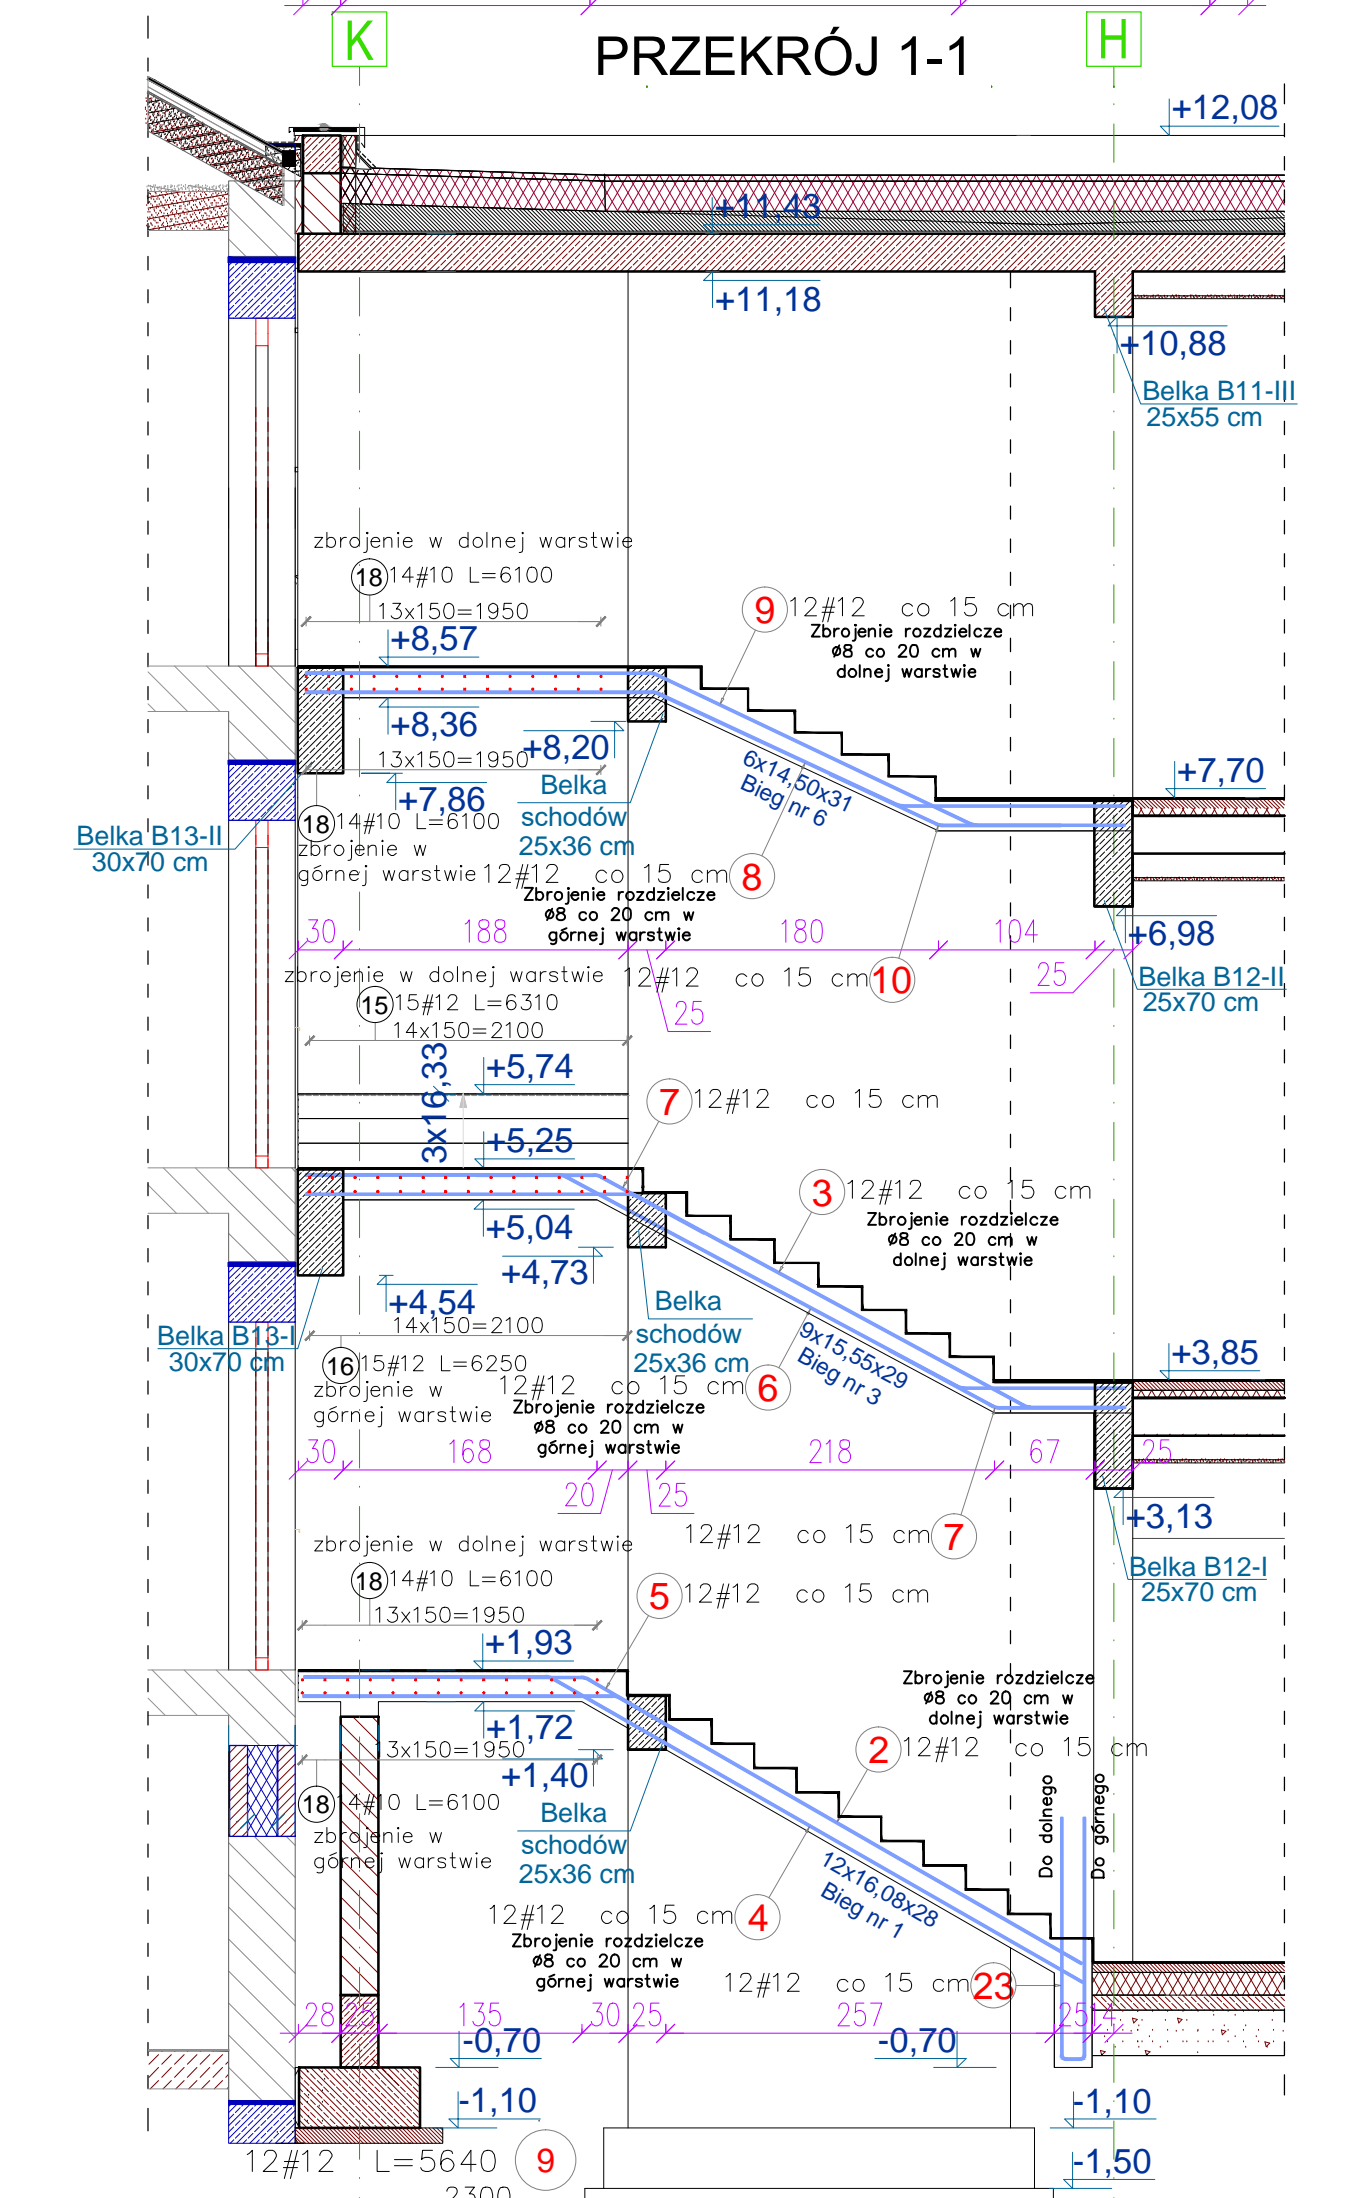 K
H
PRZEKRÓJ 1-1
+12,08
+11,43
+11,18
+10,88
Belka B11-III
25x55 cm
zbrojenie w dolnej warstwie
18 14#10 L=6100
13x150=1950
+8,57
9 12#12 co 15 cm
Zbrojenie rozdzielcze
ø8 co 20 cm w
dolnej warstwie
+8,36
+8,20
13x150=1950
+7,86
Belka
schodów
25x36 cm
6x14,50x31
Bieg nr 6
+7,70
18 14#10 L=6100
zbrojenie w
górnej warstwie
Belka B13-II
30x70 cm
12#12 co 15 cm 8
Zbrojenie rozdzielcze
ø8 co 20 cm w
górnej warstwie
30 188 180 104
25
25
+6,98
Belka B12-II
25x70 cm
zbrojenie w dolnej warstwie
12#12 co 15 cm 10
15 15#12 L=6310
14x150=2100
3x16,33
+5,74
7 12#12 co 15 cm
+5,25
3 12#12 co 15 cm
Zbrojenie rozdzielcze
ø8 co 20 cm w
dolnej warstwie
+5,04
+4,73
+4,54
14x150=2100
Belka
schodów
25x36 cm
9x15,55x29
Bieg nr 3
+3,85
Belka B13-I
30x70 cm
16 15#12 L=6250
zbrojenie w
górnej warstwie
12#12 co 15 cm 6
Zbrojenie rozdzielcze
ø8 co 20 cm w
górnej warstwie
30 168 218 67 25
20 25
+3,13
12#12 co 15 cm 7
Belka B12-I
25x70 cm
zbrojenie w dolnej warstwie
18 14#10 L=6100
13x150=1950
5 12#12 co 15 cm
+1,93
Zbrojenie rozdzielcze
ø8 co 20 cm w
dolnej warstwie
+1,72
2 12#12 co 15 cm
13x150=1950
+1,40
Do dolnego
Do górnego
18 14#10 L=6100
zbrojenie w
górnej warstwie
Belka
schodów
25x36 cm
12x16,08x28
Bieg nr 1
12#12 co 15 cm 4
Zbrojenie rozdzielcze
ø8 co 20 cm w
górnej warstwie
12#12 co 15 cm 23
28 25 135 30 25 257 25 14
-0,70
-0,70
-1,10
-1,10
12#12 L=5640 9
-1,50
2300